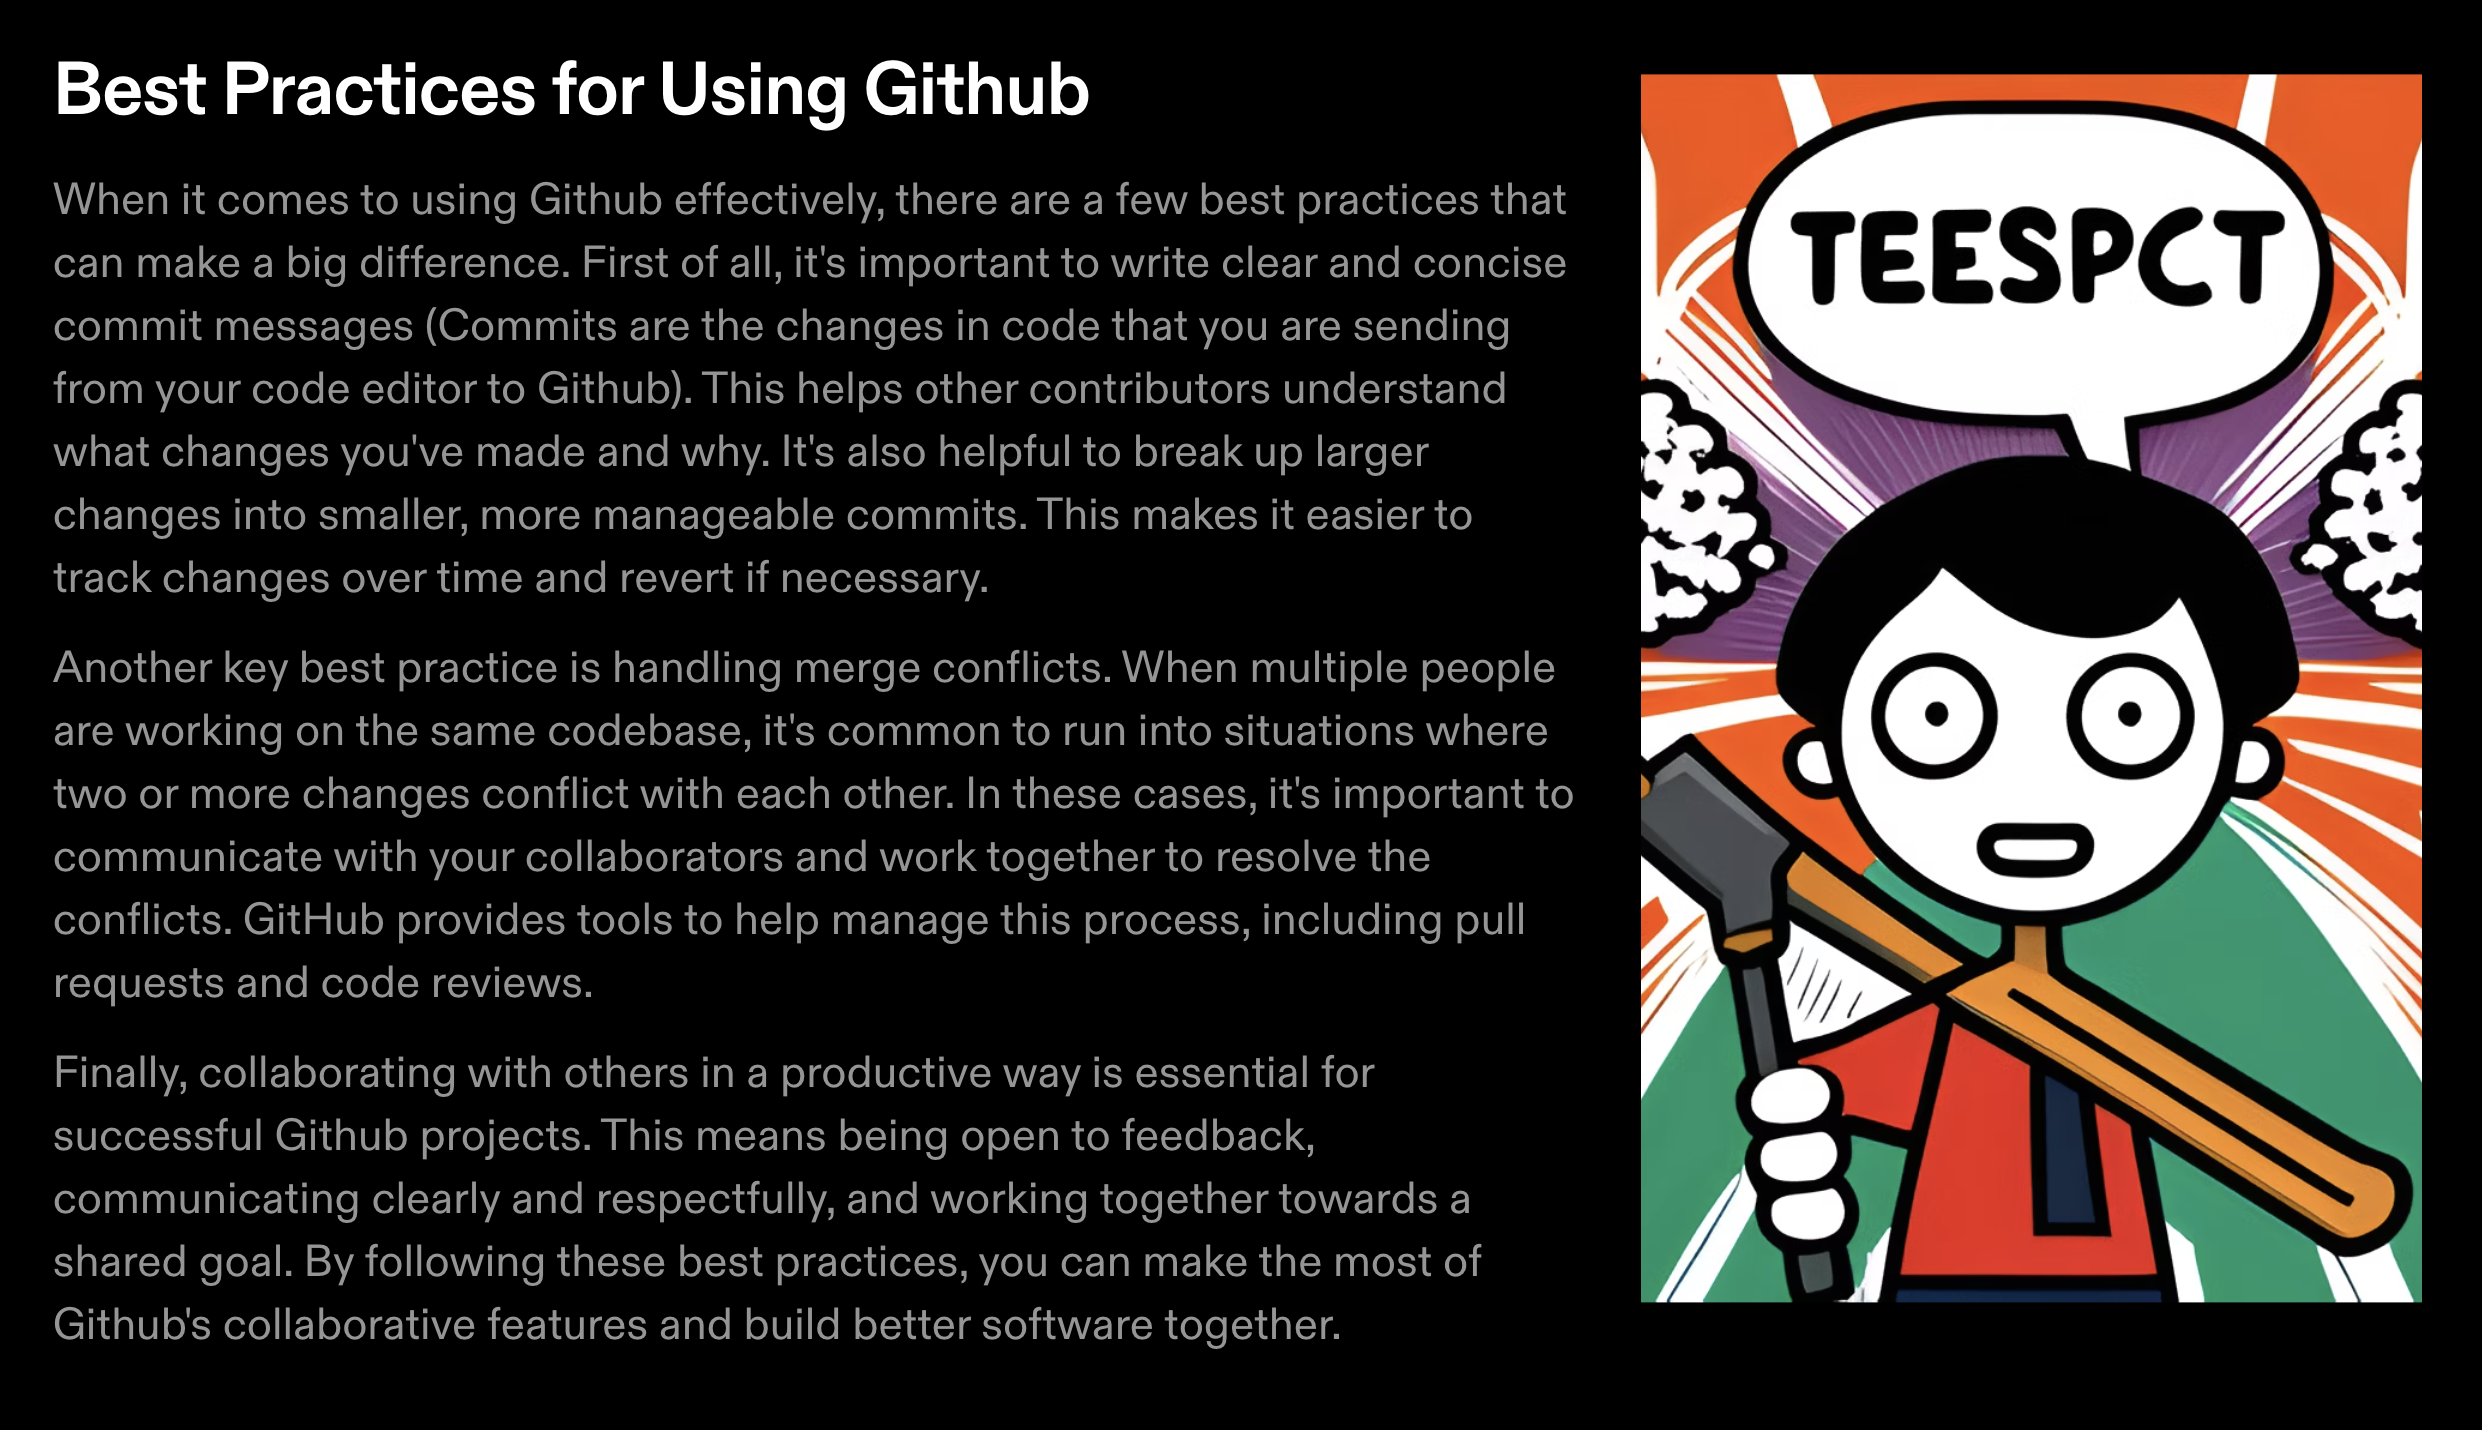 Best Practices for Using Github
When it comes to using Github effectively, there are a few best practices that
can make a big difference. First of all, it's important to write clear and concise
commit messages (Commits are the changes in code that you are sending
from your code editor to Github). This helps other contributors understand
what changes you've made and why. It's also helpful to break up larger
changes into smaller, more manageable commits. This makes it easier to
track changes over time and revert if necessary.
Another key best practice is handling merge conflicts. When multiple people
are working on the same codebase, it's common to run into situations where
two or more changes conflict with each other. In these cases, it's important to
communicate with your collaborators and work together to resolve the
conflicts. GitHub provides tools to help manage this process, including pull
requests and code reviews.
Finally, collaborating with others in a productive way is essential for
successful Github projects. This means being open to feedback,
communicating clearly and respectfully, and working together towards a
shared goal. By following these best practices, you can make the most of
Github's collaborative features and build better software together.
TEESPCT